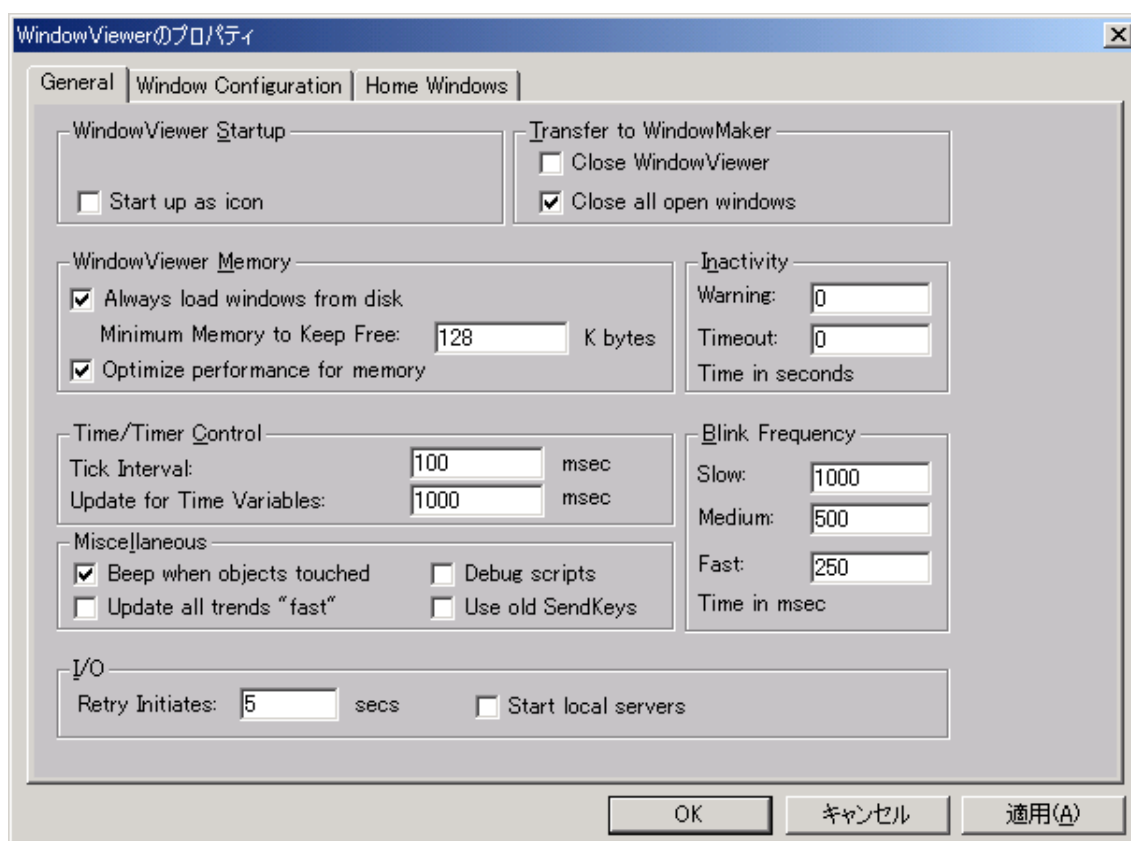 WindowViewerのプロパティ
General
Window Configuration
Home Windows
WindowViewer Startup
Start up as icon
Transfer to WindowMaker
Close WindowViewer
Close all open windows
WindowViewer Memory
Always load windows from disk
Minimum Memory to Keep Free: 128 K bytes
Optimize performance for memory
Inactivity
Warning: 0
Timeout: 0
Time in seconds
Time/Timer Control
Tick Interval: 100 msec
Update for Time Variables: 1000 msec
Blink Frequency
Slow: 1000
Medium: 500
Fast: 250
Time in msec
Miscellaneous
Beep when objects touched
Debug scripts
Update all trends "fast"
Use old SendKeys
I/O
Retry Initiates: 5 secs
Start local servers
OK
キャンセル
適用(A)